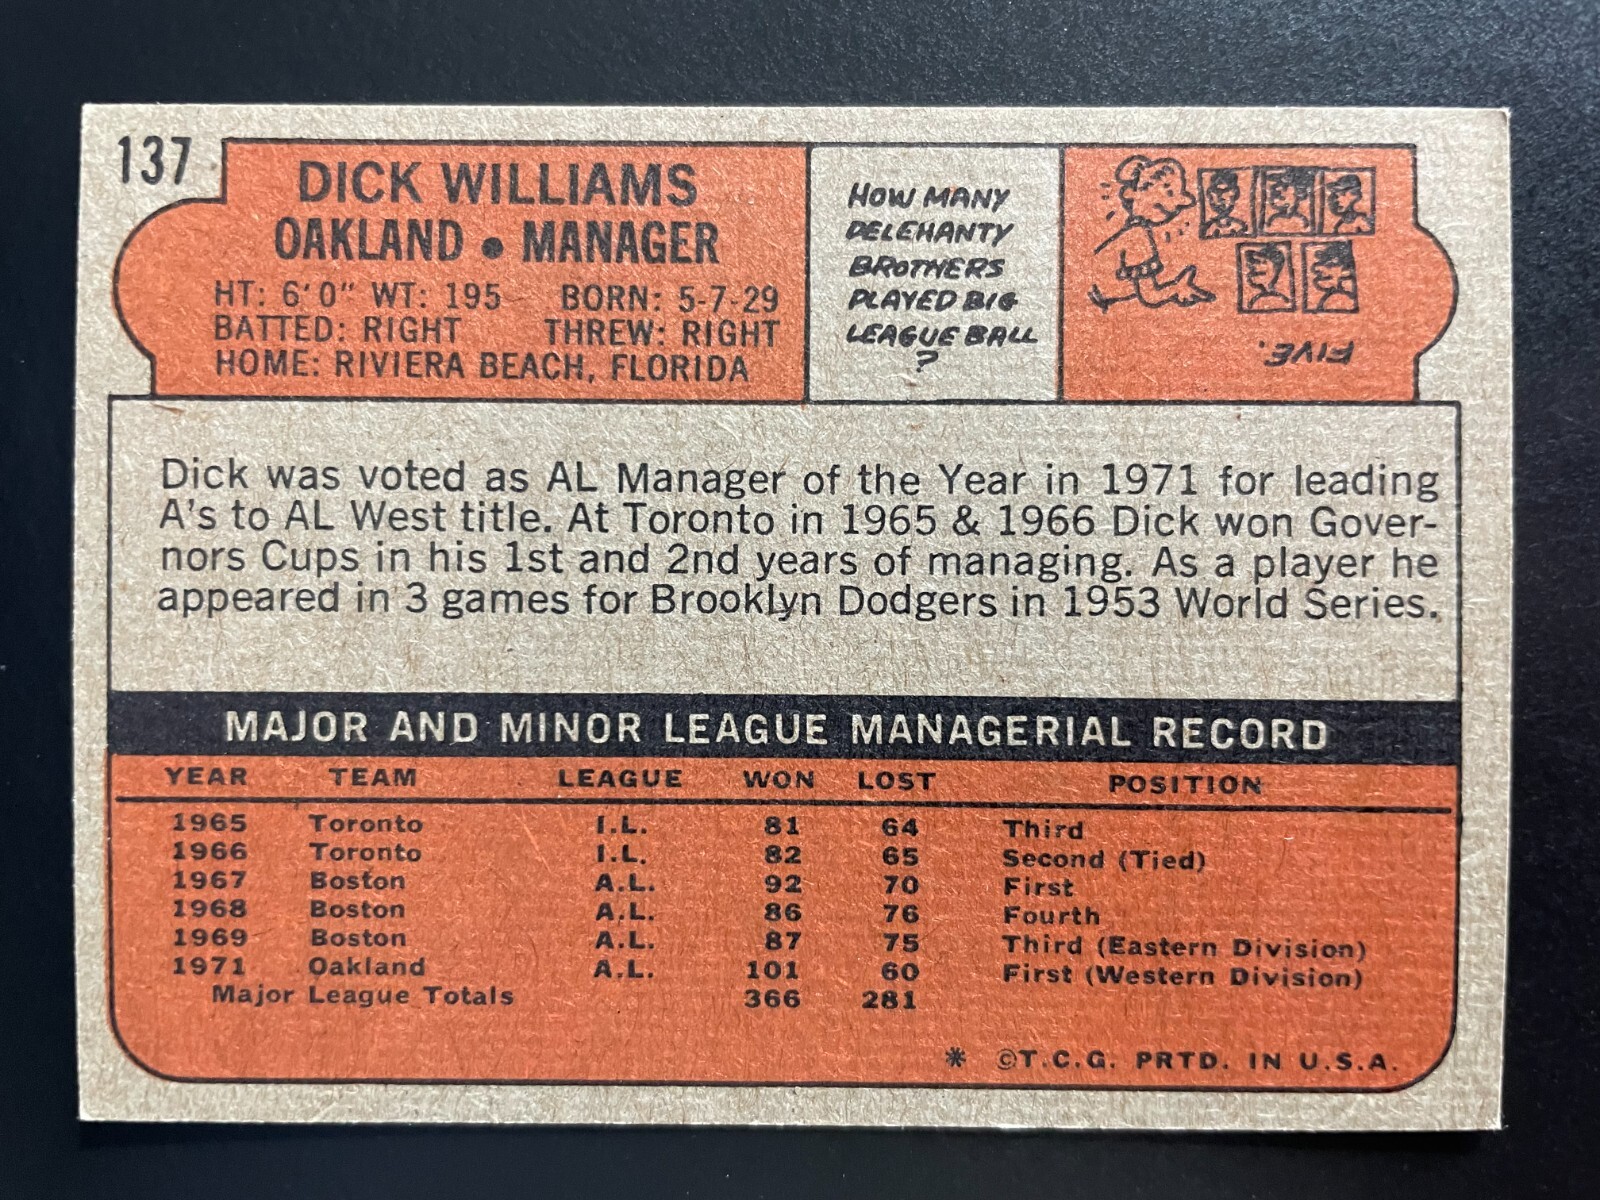 137
DICK WILLIAMS
OAKLAND • MANAGER
HT: 6'0" WT: 195 BORN: 5-7-29
BATTED: RIGHT THREW: RIGHT
HOME: RIVIERA BEACH, FLORIDA
HOW MANY
DELEHANTY
BROTHERS
PLAYED BIG
LEAGUE BALL
?
FIVE.
Dick was voted as AL Manager of the Year in 1971 for leading
A's to AL West title. At Toronto in 1965 & 1966 Dick won Gover-
nors Cups in his 1st and 2nd years of managing. As a player he
appeared in 3 games for Brooklyn Dodgers in 1953 World Series.
MAJOR AND MINOR LEAGUE MANAGERIAL RECORD
YEAR TEAM LEAGUE WON LOST POSITION
1965 Toronto I.L. 81 64 Third
1966 Toronto I.L. 82 65 Second (Tied)
1967 Boston A.L. 92 70 First
1968 Boston A.L. 86 76 Fourth
1969 Boston A.L. 87 75 Third (Eastern Division)
1971 Oakland A.L. 101 60 First (Western Division)
Major League Totals 366 281
* ©T.C.G. PRTD. IN U.S.A.